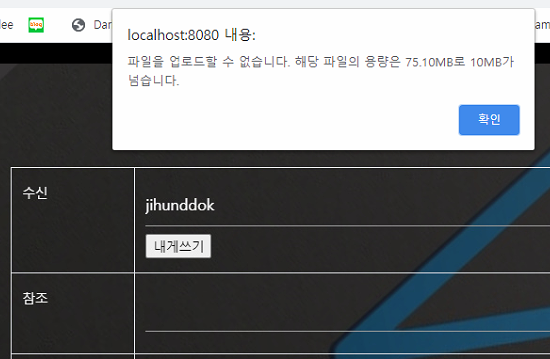 lee
blog
Dar
am
localhost:8080 내용:
파일을 업로드할 수 없습니다. 해당 파일의 용량은 75.10MB로 10MB가
넘습니다.
확인
수신
jihunddok
내게쓰기
참조